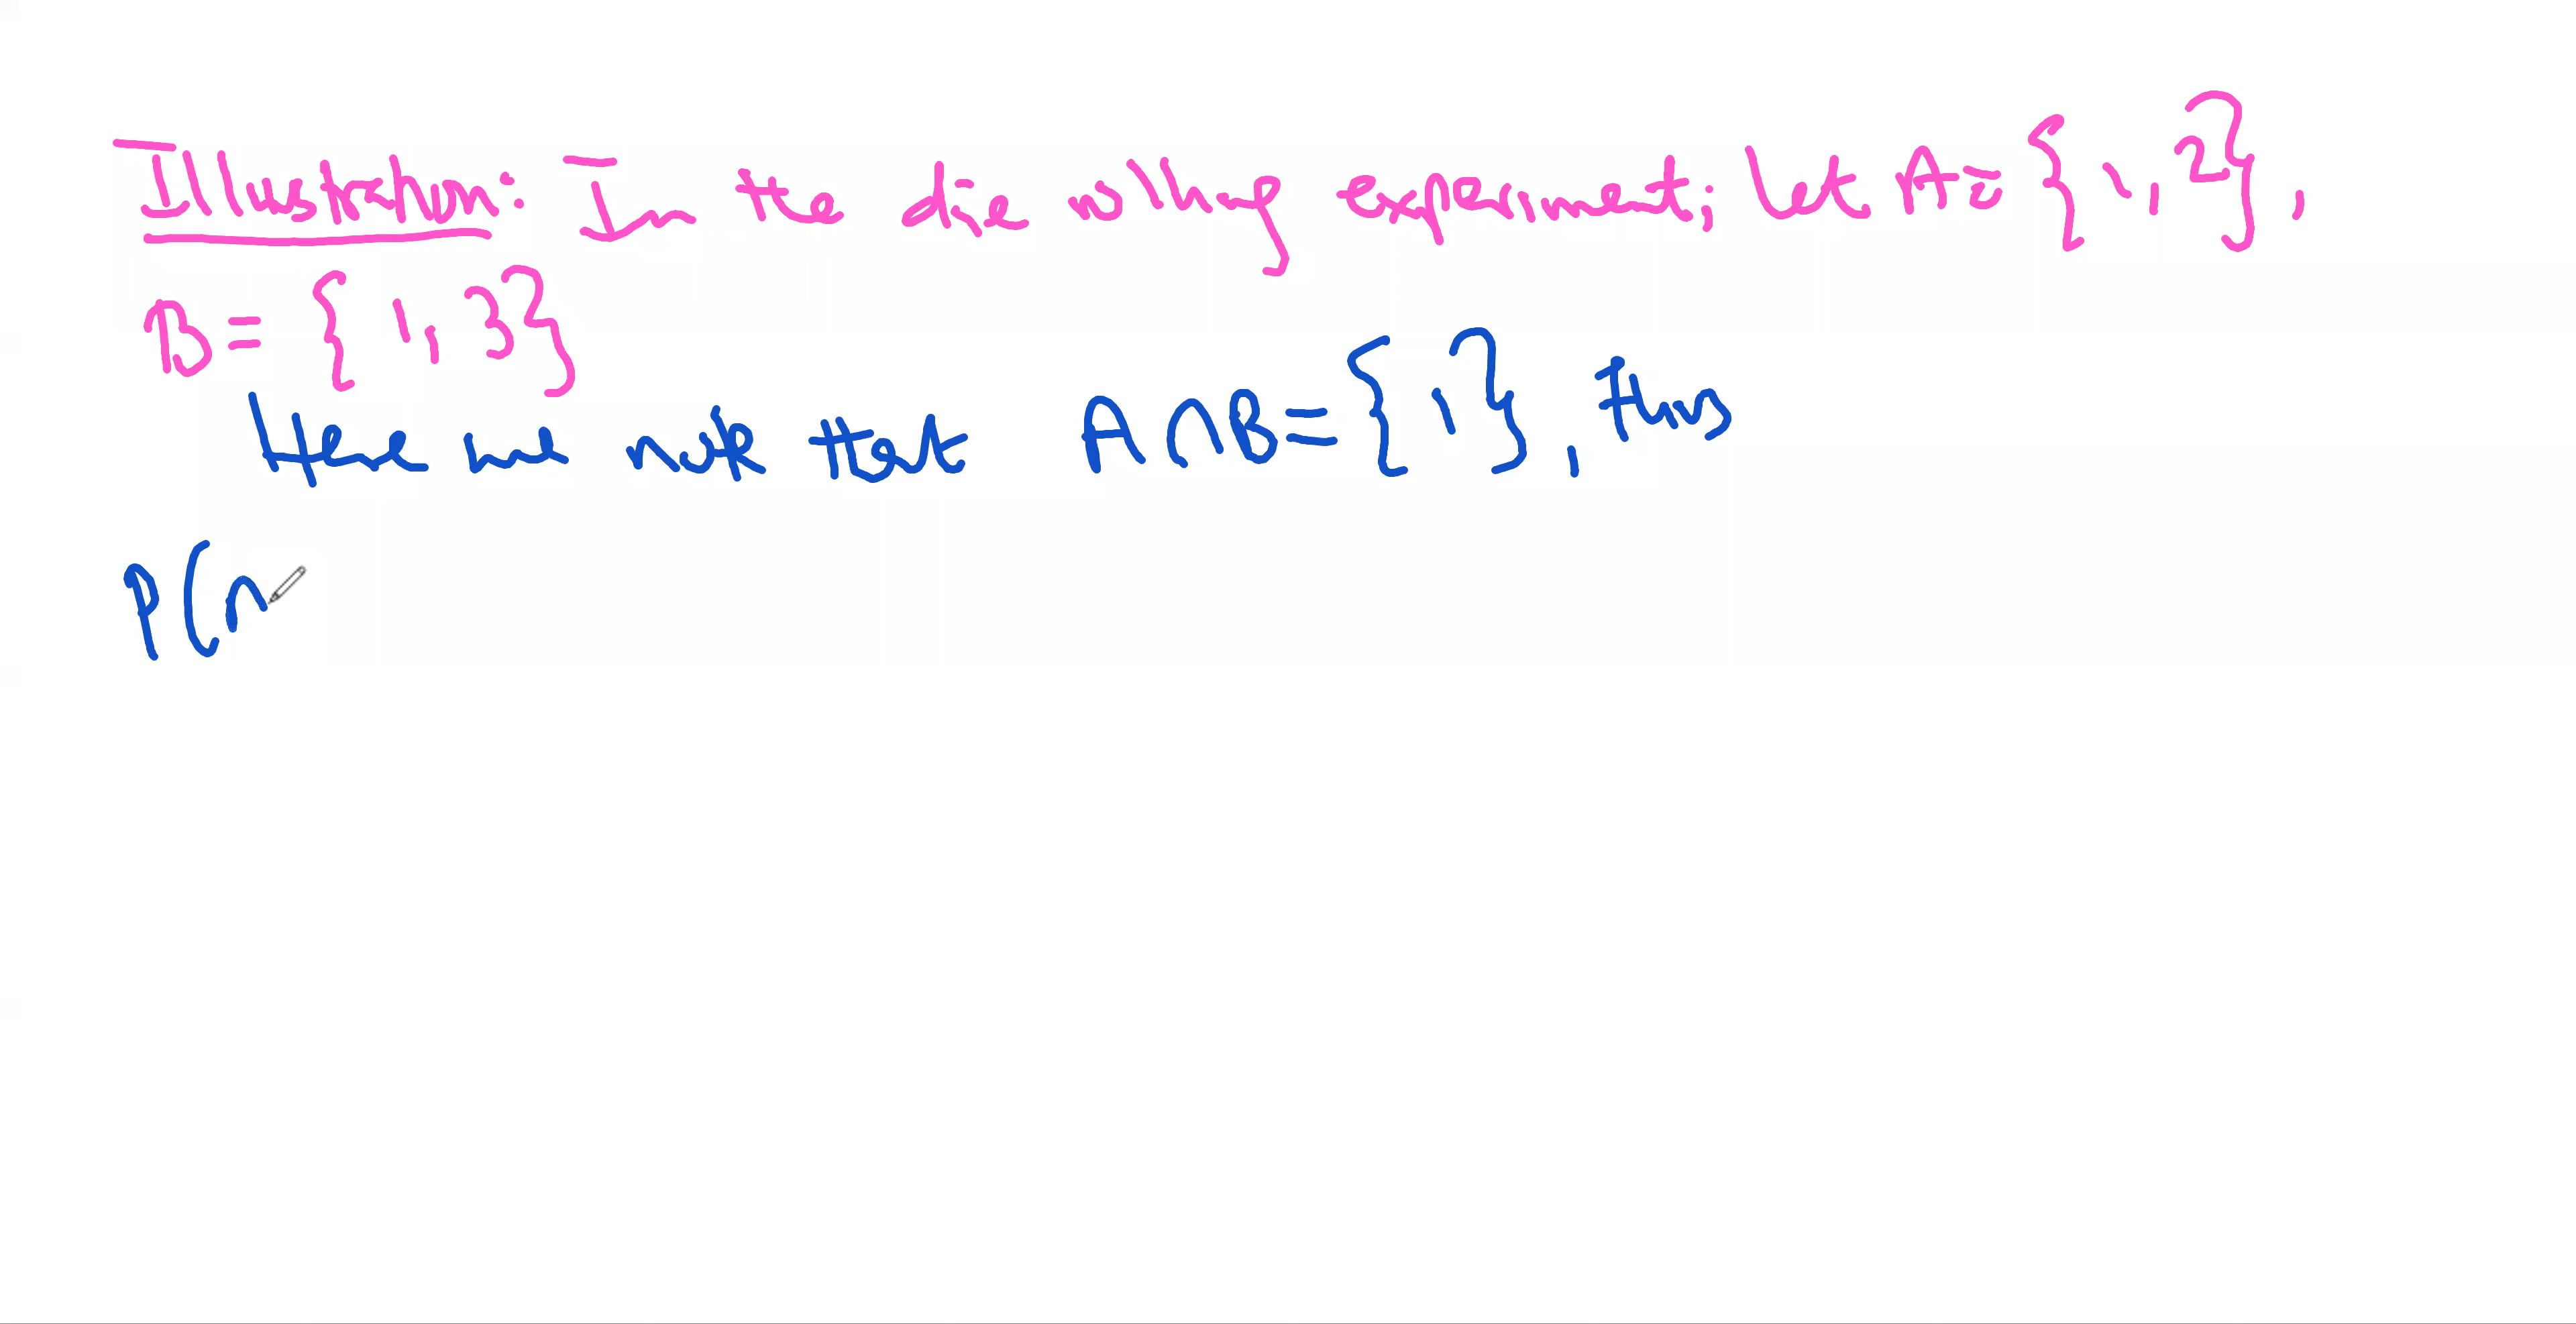 Illustration: In the die rolling experiment; let A = {1, 2},
B = {1, 3}
Here we note that A∩B = {1}, thus
P(